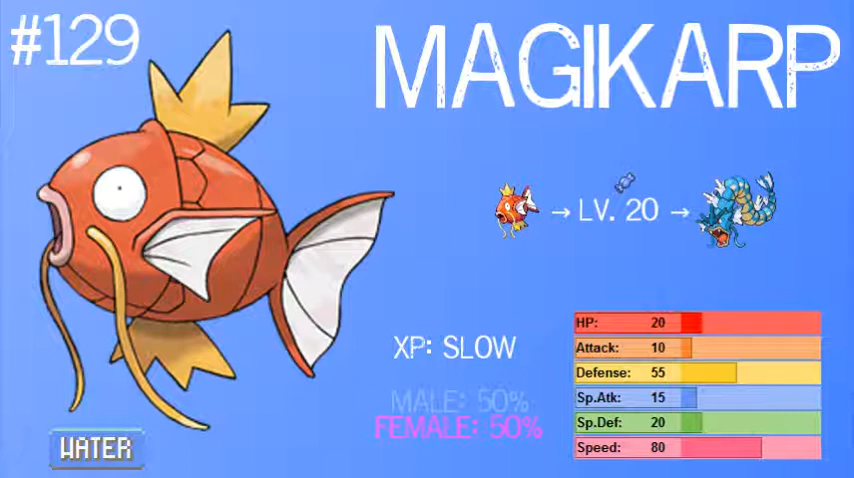 #129
MAGIKARP
→ LV. 20 →
XP: SLOW
MALE: 50%
FEMALE: 50%
HP: 20
Attack: 10
Defense: 55
Sp.Atk: 15
Sp.Def: 20
Speed: 80
WATER